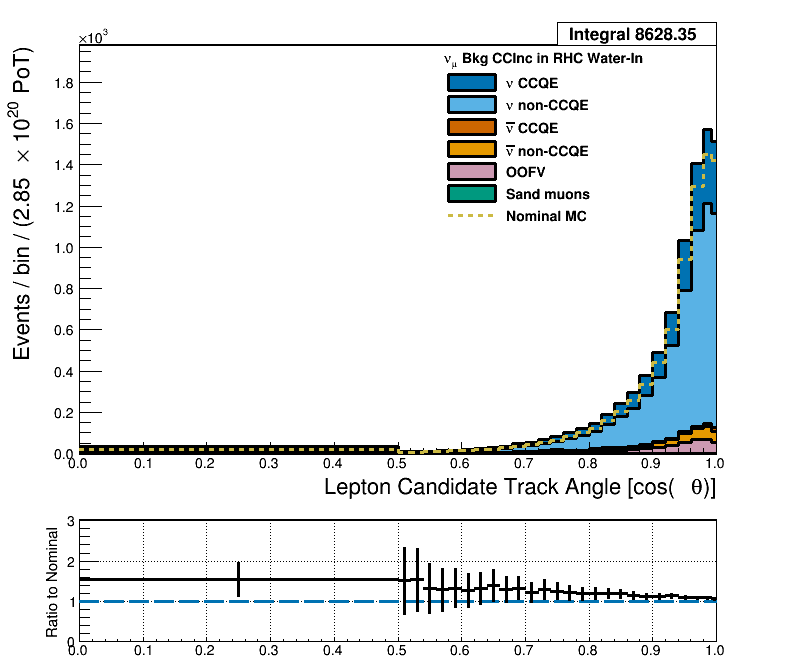 Integral 8628.35
×10³
Events / bin / (2.85 × 10²⁰ PoT)
ν_μ Bkg CCInc in RHC Water-In
ν CCQE
ν non-CCQE
ν̅ CCQE
ν̅ non-CCQE
OOFV
Sand muons
Nominal MC
1.8
1.6
1.4
1.2
1.0
0.8
0.6
0.4
0.2
0.0
0.0 0.1 0.2 0.3 0.4 0.5 0.6 0.7 0.8 0.9 1.0
Lepton Candidate Track Angle [cos( θ)]
Ratio to Nominal
3
2
1
0
0.0 0.1 0.2 0.3 0.4 0.5 0.6 0.7 0.8 0.9 1.0